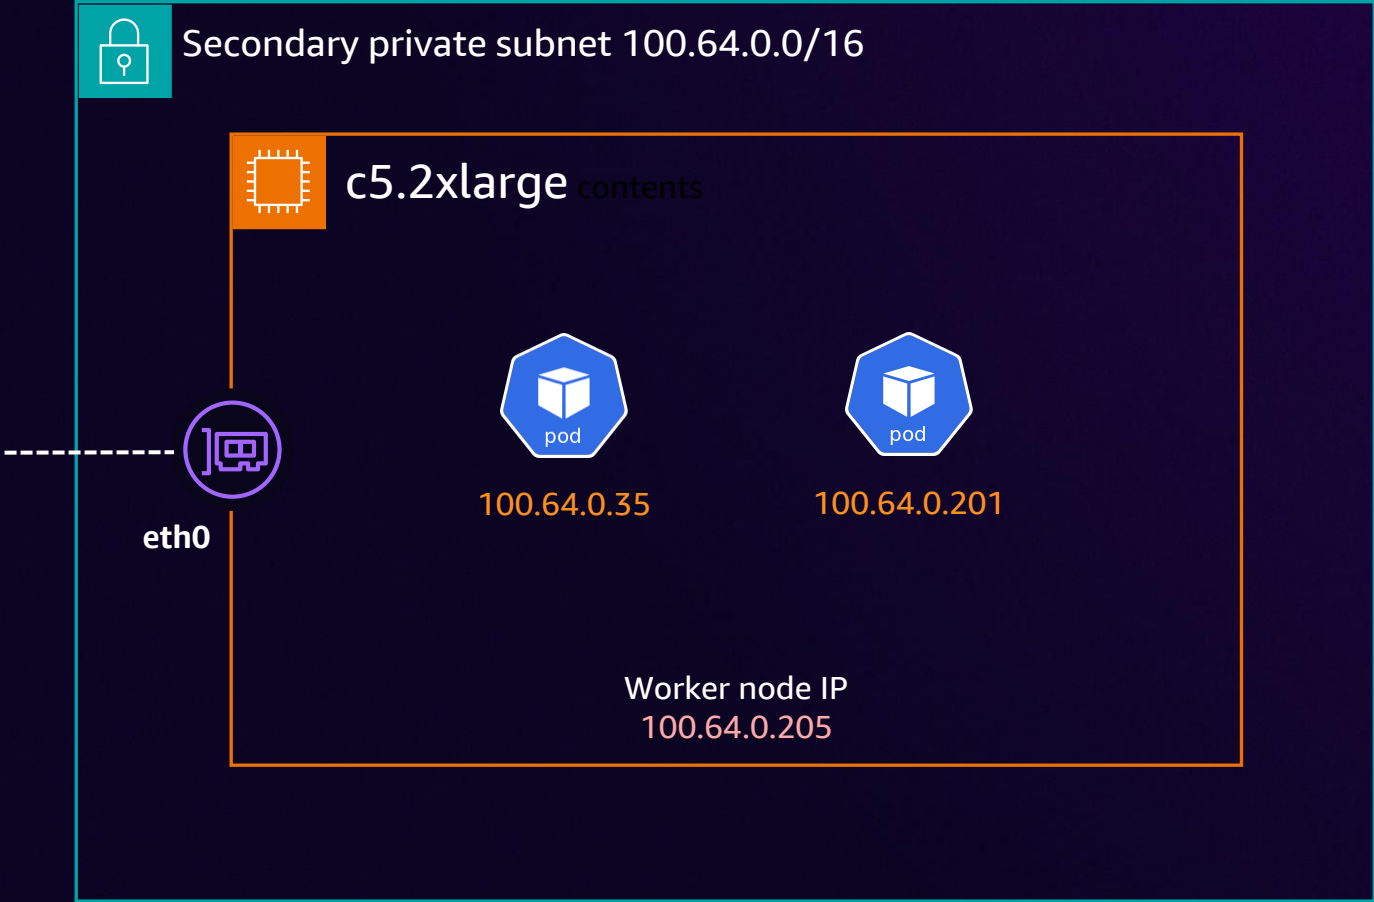 Secondary private subnet 100.64.0.0/16
c5.2xlarge contents
pod
pod
100.64.0.35
100.64.0.201
eth0
Worker node IP
100.64.0.205